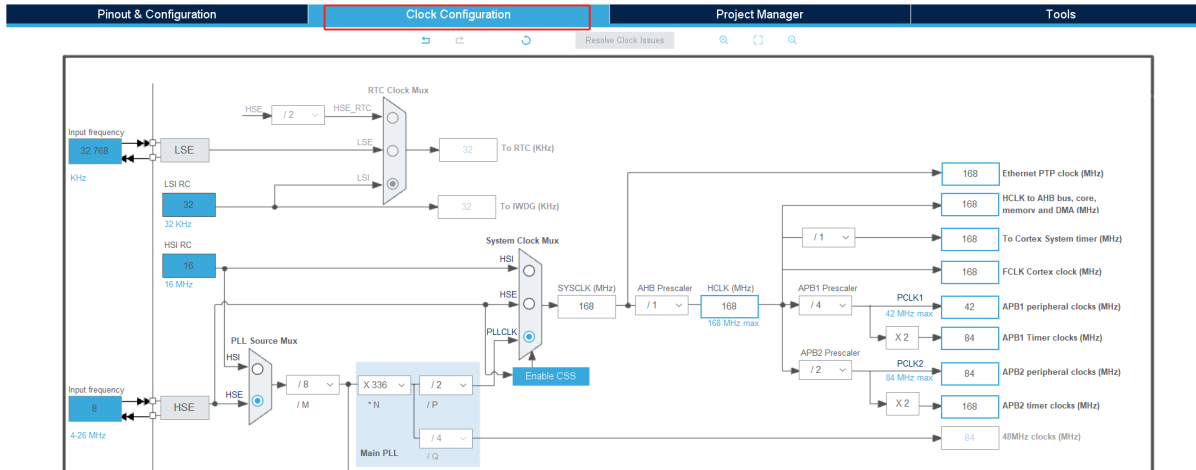 Pinout & Configuration
Clock Configuration
Project Manager
Tools
Resolve Clock Issues
RTC Clock Mux
HSE
/ 2
HSE_RTC
Input frequency
32.768
KHz
LSE
LSE
32
To RTC (KHz)
LSI RC
32
32 KHz
LSI
32
To IWDG (KHz)
HSI RC
16
16 MHz
System Clock Mux
HSI
HSE
PLLCLK
SYSCLK (MHz)
168
AHB Prescaler
/ 1
HCLK (MHz)
168
168 MHz max
168
Ethernet PTP clock (MHz)
168
HCLK to AHB bus, core,
memory and DMA (MHz)
/ 1
168
To Cortex System timer (MHz)
168
FCLK Cortex clock (MHz)
APB1 Prescaler
/ 4
PCLK1
42 MHz max
42
APB1 peripheral clocks (MHz)
X 2
84
APB1 Timer clocks (MHz)
APB2 Prescaler
/ 2
PCLK2
84 MHz max
84
APB2 peripheral clocks (MHz)
X 2
168
APB2 timer clocks (MHz)
84
48MHz clocks (MHz)
Enable CSS
PLL Source Mux
HSI
HSE
Input frequency
8
4-26 MHz
HSE
/ 8
/ M
X 336
* N
/ 2
/ P
/ 4
/ Q
Main PLL